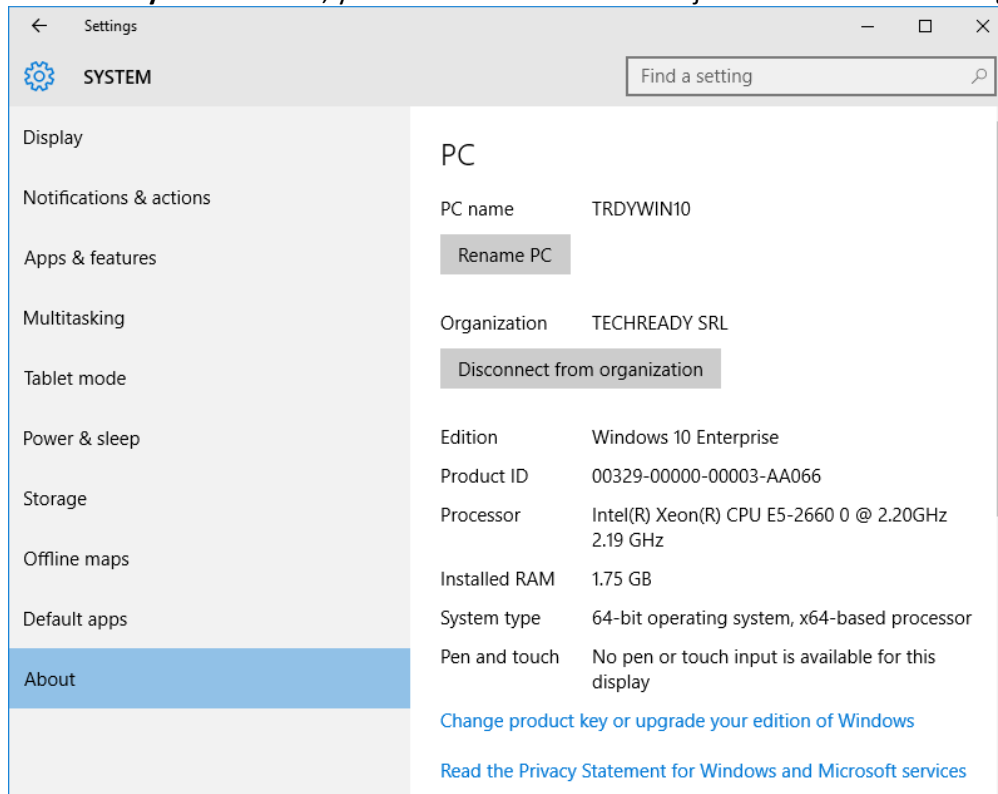 Settings
SYSTEM
Find a setting
Display
Notifications & actions
Apps & features
Multitasking
Tablet mode
Power & sleep
Storage
Offline maps
Default apps
About
PC
PC name TRDYWIN10
Rename PC
Organization TECHREADY SRL
Disconnect from organization
Edition Windows 10 Enterprise
Product ID 00329-00000-00003-AA066
Processor Intel(R) Xeon(R) CPU E5-2660 0 @ 2.20GHz
2.19 GHz
Installed RAM 1.75 GB
System type 64-bit operating system, x64-based processor
Pen and touch No pen or touch input is available for this
display
Change product key or upgrade your edition of Windows
Read the Privacy Statement for Windows and Microsoft services